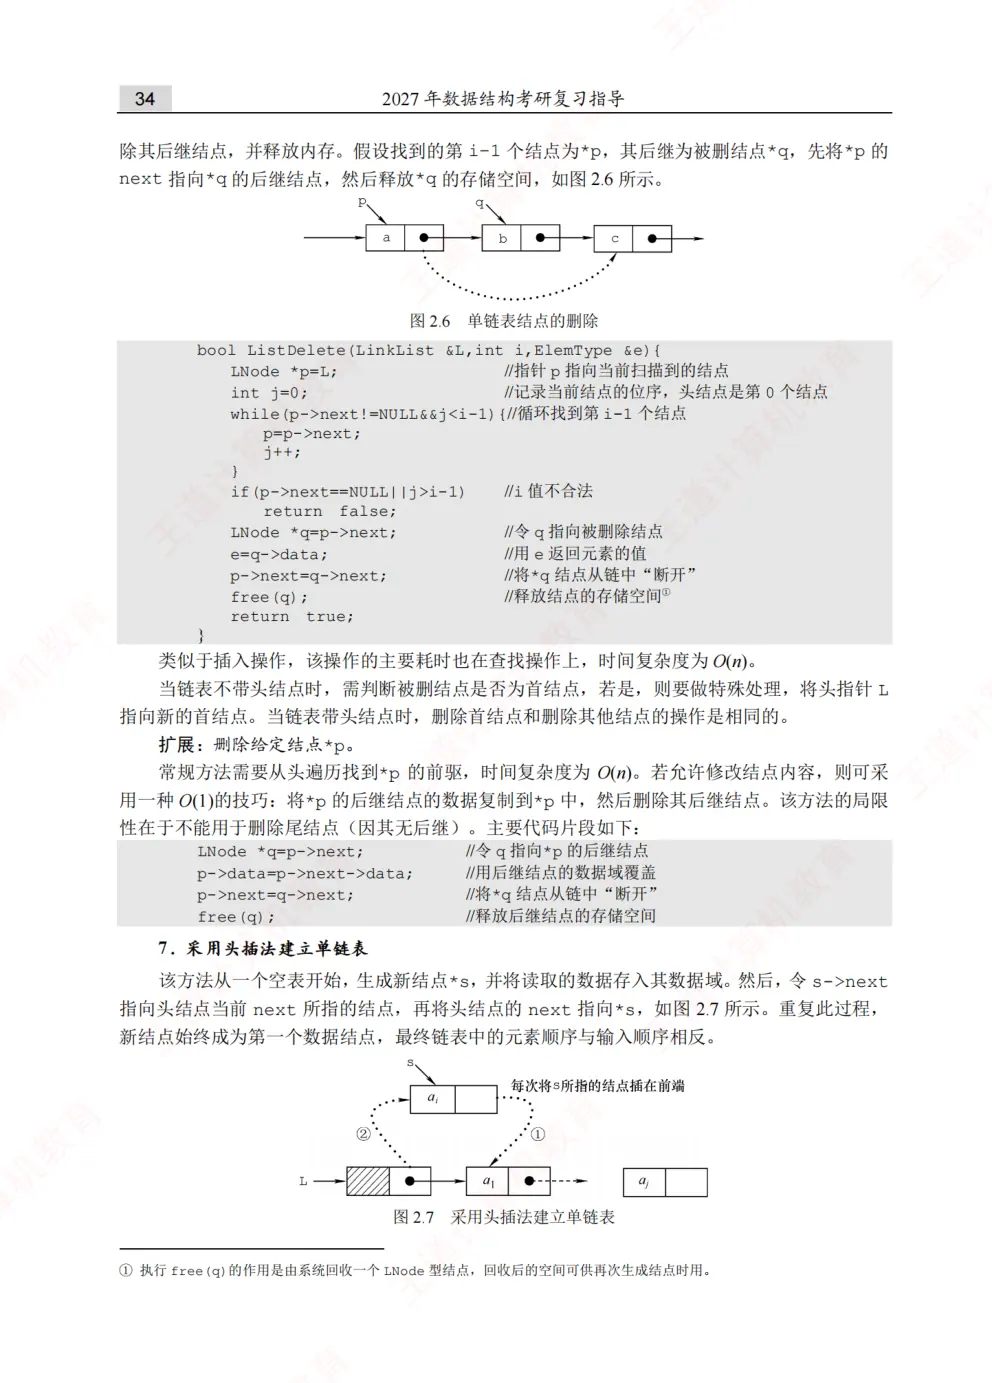 34
2027 年数据结构考研复习指导
除其后继结点，并释放内存。假设找到的第 i-1 个结点为*p，其后继为被删结点*q，先将*p 的
next 指向*q 的后继结点，然后释放*q 的存储空间，如图 2.6 所示。
p q
a b c
图 2.6 单链表结点的删除
bool ListDelete(LinkList &L,int i,ElemType &e){
LNode *p=L; //指针 p 指向当前扫描到的结点
int j=0; //记录当前结点的位序，头结点是第 0 个结点
while(p->next!=NULL&&j<i-1){//循环找到第 i-1 个结点
p=p->next;
j++;
}
if(p->next==NULL||j>i-1) //i 值不合法
return false;
LNode *q=p->next; //令 q 指向被删除结点
e=q->data; //用 e 返回元素的值
p->next=q->next; //将*q 结点从链中“断开”
free(q); //释放结点的存储空间①
return true;
}
类似于插入操作，该操作的主要耗时也在查找操作上，时间复杂度为 O(n)。
当链表不带头结点时，需判断被删结点是否为首结点，若是，则要做特殊处理，将头指针 L
指向新的首结点。当链表带头结点时，删除首结点和删除其他结点的操作是相同的。
扩展：删除给定结点*p。
常规方法需要从头遍历找到*p 的前驱，时间复杂度为 O(n)。若允许修改结点内容，则可采
用一种 O(1)的技巧：将*p 的后继结点的数据复制到*p 中，然后删除其后继结点。该方法的局限
性在于不能用于删除尾结点（因其无后继）。主要代码片段如下：
LNode *q=p->next; //令 q 指向*p 的后继结点
p->data=p->next->data; //用后继结点的数据域覆盖
p->next=q->next; //将*q 结点从链中“断开”
free(q); //释放后继结点的存储空间
7．采用头插法建立单链表
该方法从一个空表开始，生成新结点*s，并将读取的数据存入其数据域。然后，令 s->next
指向头结点当前 next 所指的结点，再将头结点的 next 指向*s，如图 2.7 所示。重复此过程，
新结点始终成为第一个数据结点，最终链表中的元素顺序与输入顺序相反。
s
每次将s所指的结点插在前端
ai
② ①
L a1 aj
图 2.7 采用头插法建立单链表
① 执行 free(q)的作用是由系统回收一个 LNode 型结点，回收后的空间可供再次生成结点时用。